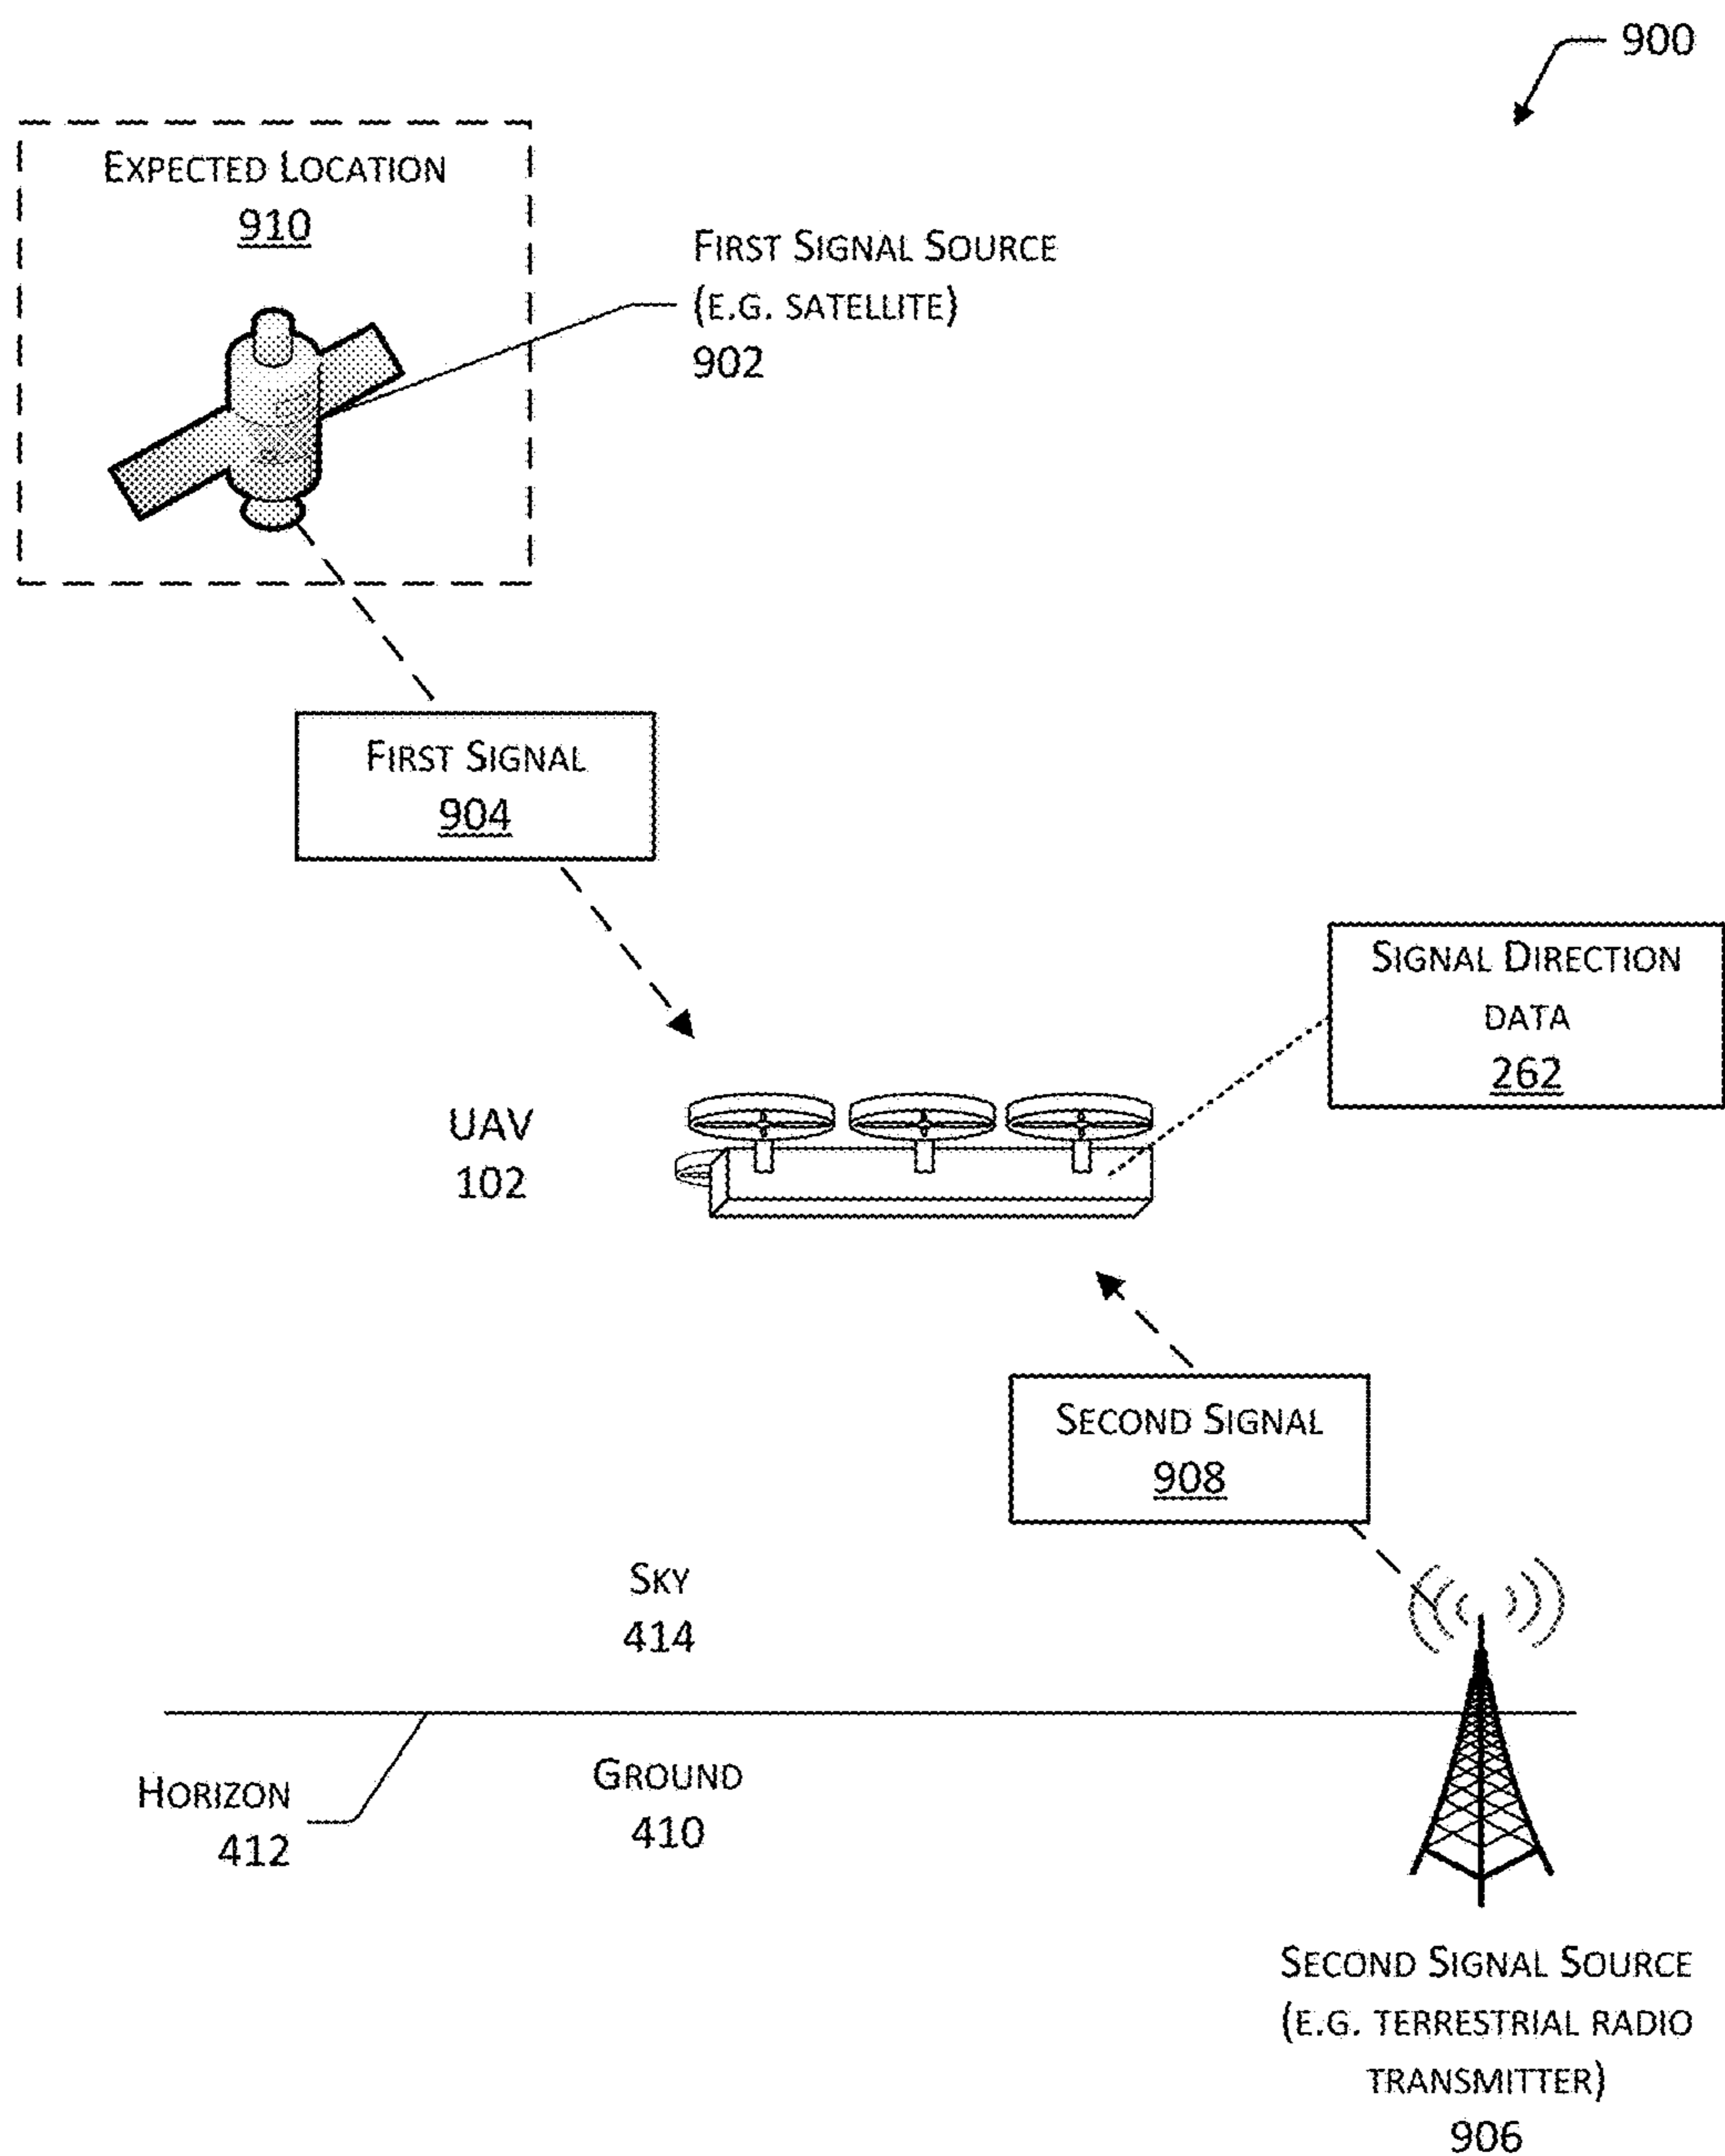 900
EXPECTED LOCATION
910
FIRST SIGNAL SOURCE
(E.G. SATELLITE)
902
FIRST SIGNAL
904
SIGNAL DIRECTION
DATA
262
UAV
102
SECOND SIGNAL
908
SKY
414
HORIZON
412
GROUND
410
SECOND SIGNAL SOURCE
(E.G. TERRESTRIAL RADIO
TRANSMITTER)
906